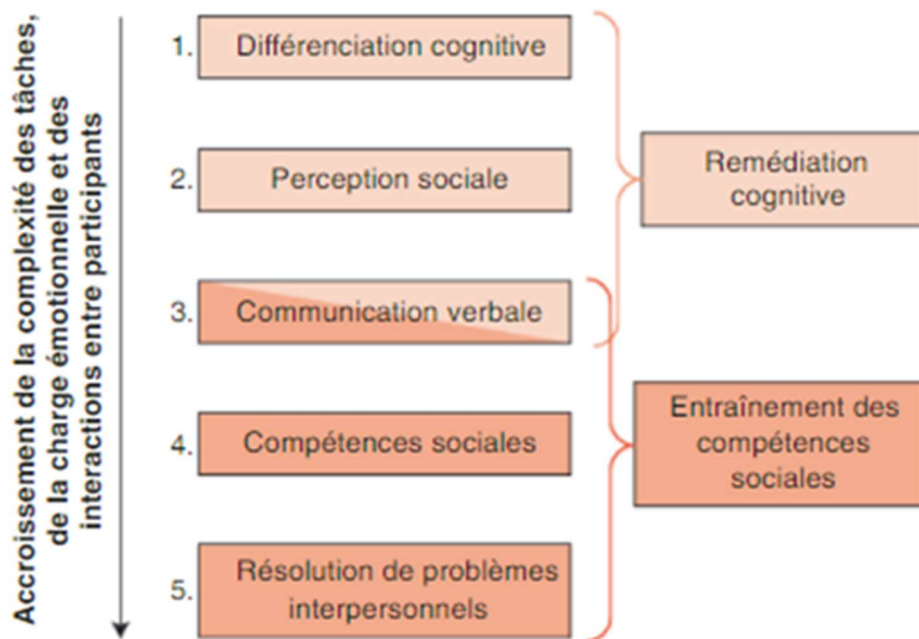 Accroissement de la complexité des tâches,
de la charge émotionnelle et des
interactions entre participants
1. Différenciation cognitive
2. Perception sociale
3. Communication verbale
4. Compétences sociales
5. Résolution de problèmes
interpersonnels
Remédiation
cognitive
Entraînement des
compétences
sociales